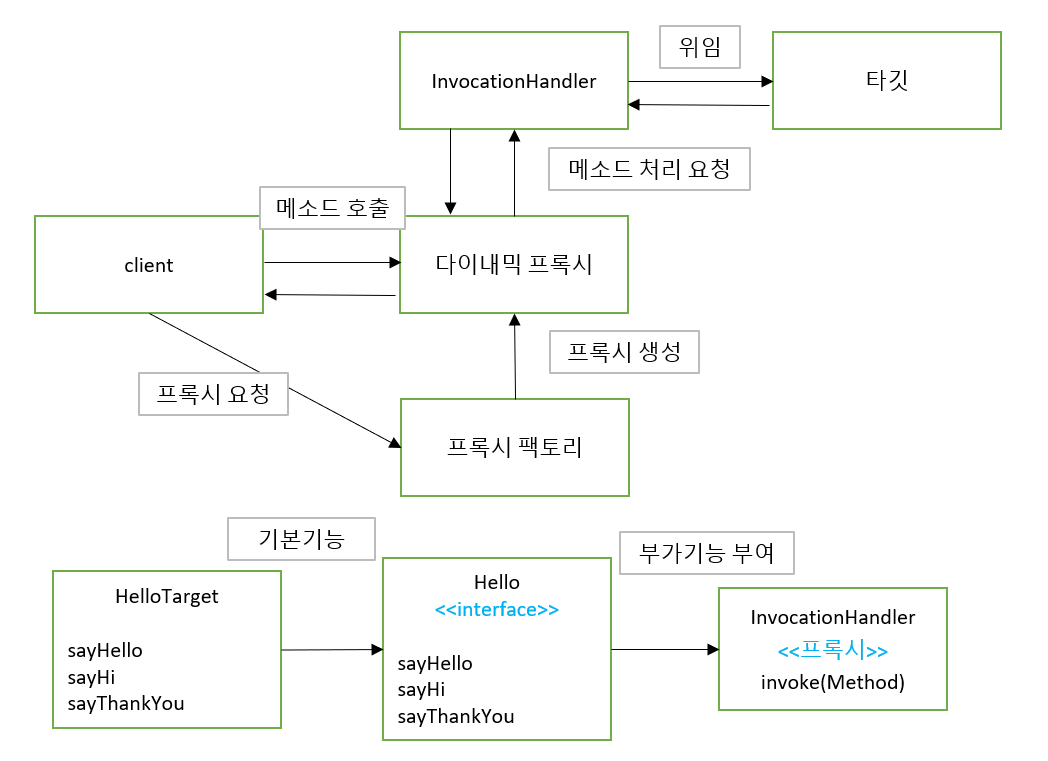 위임
InvocationHandler
타깃
메소드 처리 요청
메소드 호출
client
다이내믹 프록시
프록시 생성
프록시 요청
프록시 팩토리
기본기능
부가기능 부여
HelloTarget
sayHello
sayHi
sayThankYou
Hello
<<interface>>
sayHello
sayHi
sayThankYou
InvocationHandler
<<프록시>>
invoke(Method)